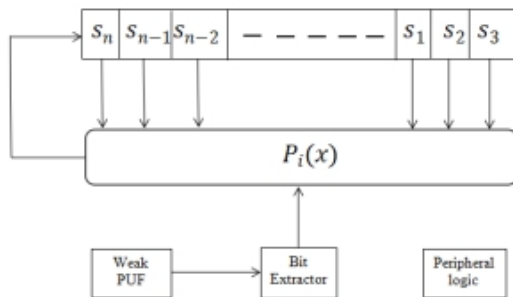 sₙ sₙ₋₁ sₙ₋₂ s₁ s₂ s₃
Pᵢ(x)
Weak PUF
Bit Extractor
Peripheral logic